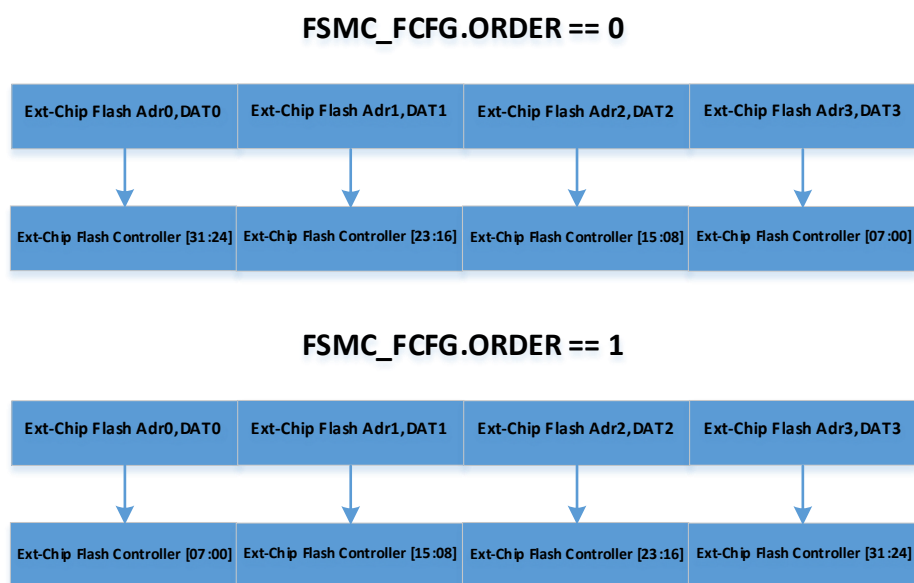 FSMC_FCFG.ORDER == 0
Ext-Chip Flash Adr0,DAT0
Ext-Chip Flash Adr1,DAT1
Ext-Chip Flash Adr2,DAT2
Ext-Chip Flash Adr3,DAT3
Ext-Chip Flash Controller [31:24]
Ext-Chip Flash Controller [23:16]
Ext-Chip Flash Controller [15:08]
Ext-Chip Flash Controller [07:00]
FSMC_FCFG.ORDER == 1
Ext-Chip Flash Adr0,DAT0
Ext-Chip Flash Adr1,DAT1
Ext-Chip Flash Adr2,DAT2
Ext-Chip Flash Adr3,DAT3
Ext-Chip Flash Controller [07:00]
Ext-Chip Flash Controller [15:08]
Ext-Chip Flash Controller [23:16]
Ext-Chip Flash Controller [31:24]